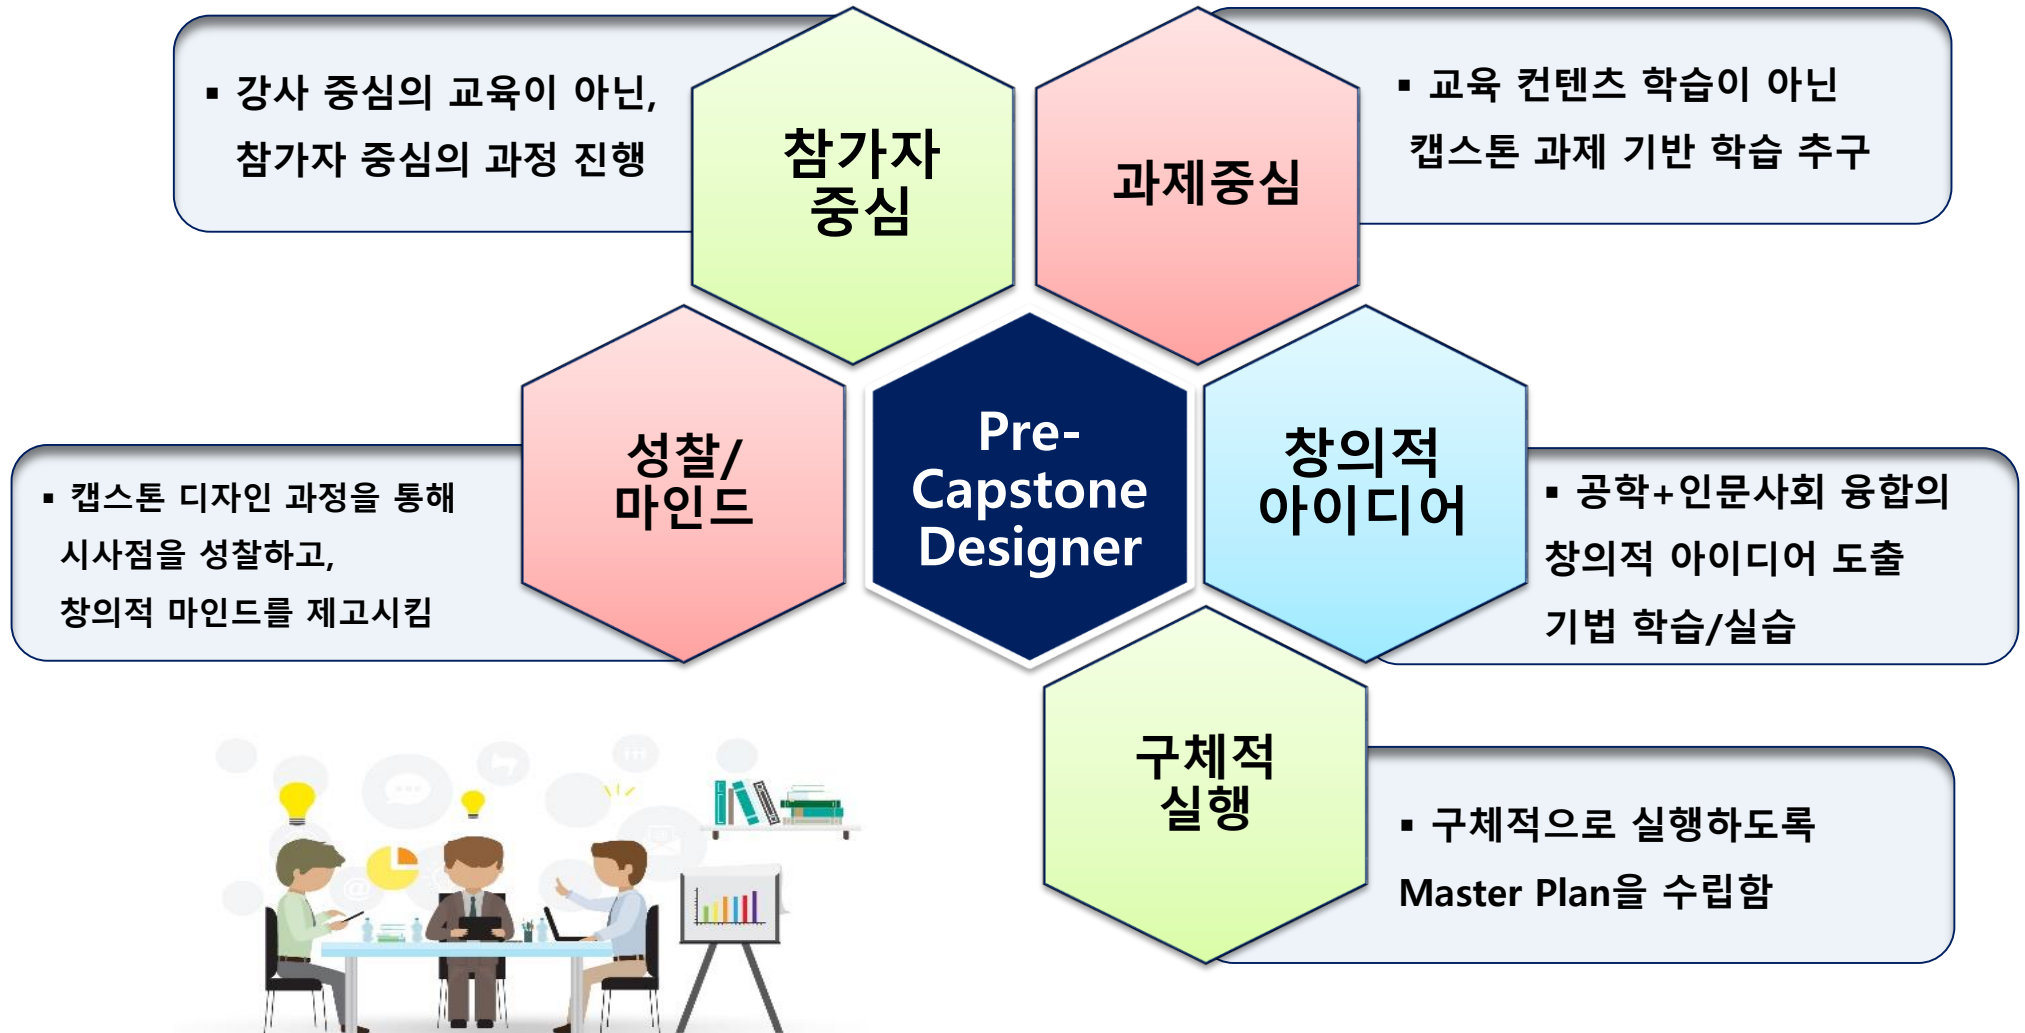 ▪ 강사 중심의 교육이 아닌,
참가자 중심의 과정 진행
참가자
중심
과제중심
▪ 교육 컨텐츠 학습이 아닌
캡스톤 과제 기반 학습 추구
▪ 캡스톤 디자인 과정을 통해
시사점을 성찰하고,
창의적 마인드를 제고시킴
성찰/
마인드
Pre-
Capstone
Designer
창의적
아이디어
▪ 공학+인문사회 융합의
창의적 아이디어 도출
기법 학습/실습
구체적
실행
▪ 구체적으로 실행하도록
Master Plan을 수립함